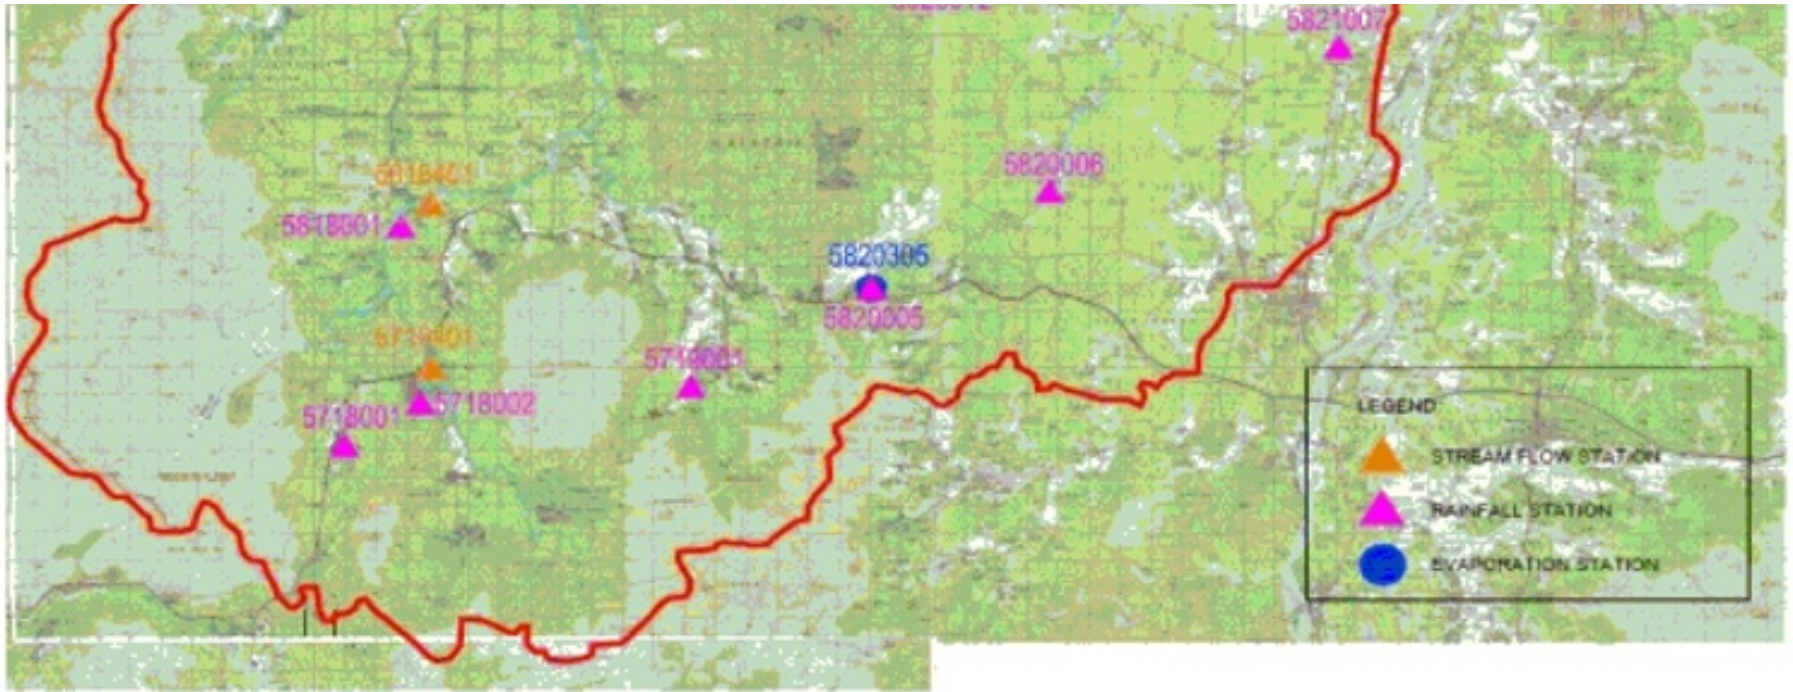 5821007
5820006
5818401
5818001
5820305
5820005
5719401
5719001
5718002
5718001
LEGEND
STREAM FLOW STATION
RAINFALL STATION
EVAPORATION STATION